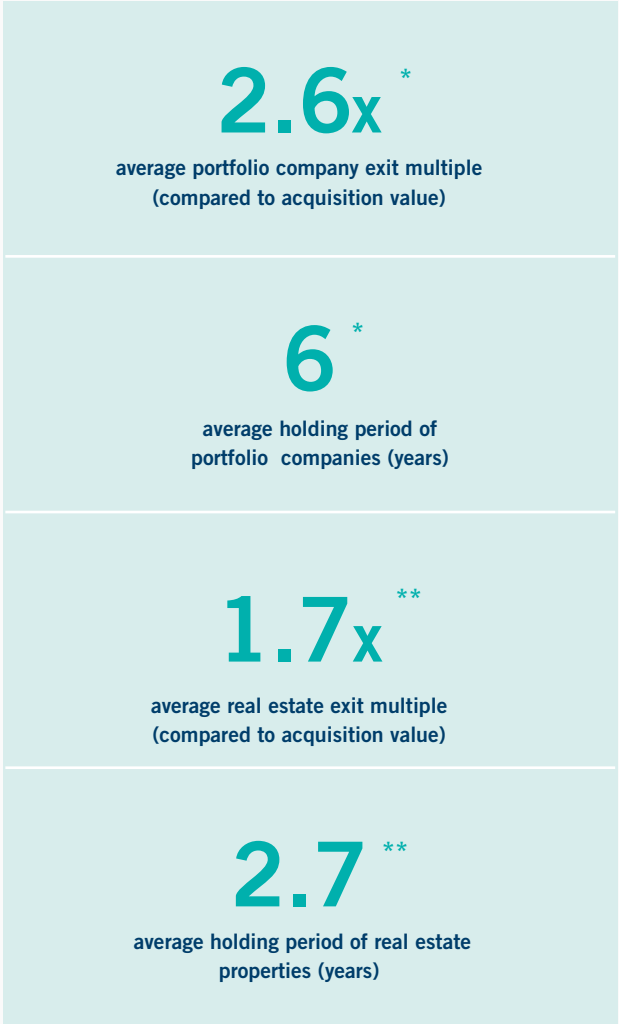 2.6x *
average portfolio company exit multiple
(compared to acquisition value)
6 *
average holding period of
portfolio companies (years)
1.7x **
average real estate exit multiple
(compared to acquisition value)
2.7 **
average holding period of real estate
properties (years)